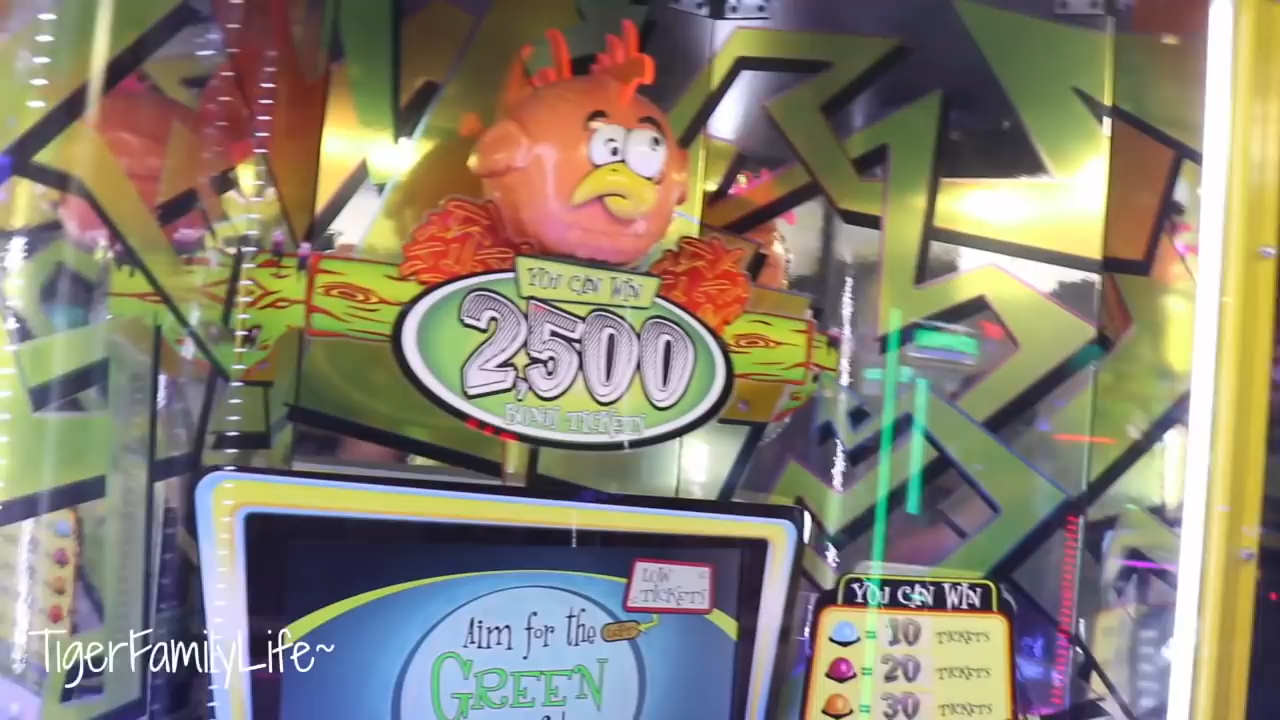 YOU CAN WIN
2,500
BONUS TICKETS
LOW
TICKETS
Aim for the
GREEN
YOU CAN WIN
= 10 TICKETS
= 20 TICKETS
= 30 TICKETS
TigerFamilyLife~